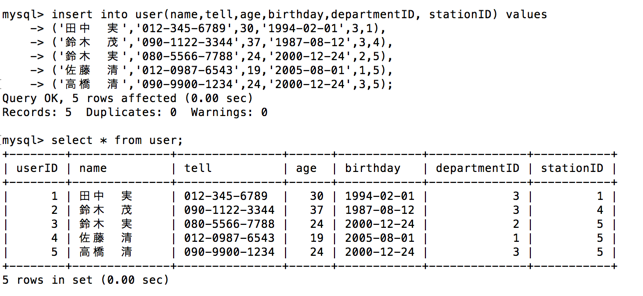 mysql> insert into user(name,tell,age,birthday,departmentID, stationID) values
    -> ('田中　実','012-345-6789',30,'1994-02-01',3,1),
    -> ('鈴木　茂','090-1122-3344',37,'1987-08-12',3,4),
    -> ('鈴木　実','080-5566-7788',24,'2000-12-24',2,5),
    -> ('佐藤　清','012-0987-6543',19,'2005-08-01',1,5),
    -> ('高橋　清','090-9900-1234',24,'2000-12-24',3,5);
Query OK, 5 rows affected (0.00 sec)
Records: 5  Duplicates: 0  Warnings: 0
mysql> select * from user;
+--------+-----------+---------------+------+------------+--------------+-----------+
| userID | name      | tell          | age  | birthday   | departmentID | stationID |
+--------+-----------+---------------+------+------------+--------------+-----------+
|      1 | 田中　実  | 012-345-6789  |   30 | 1994-02-01 |            3 |         1 |
|      2 | 鈴木　茂  | 090-1122-3344 |   37 | 1987-08-12 |            3 |         4 |
|      3 | 鈴木　実  | 080-5566-7788 |   24 | 2000-12-24 |            2 |         5 |
|      4 | 佐藤　清  | 012-0987-6543 |   19 | 2005-08-01 |            1 |         5 |
|      5 | 高橋　清  | 090-9900-1234 |   24 | 2000-12-24 |            3 |         5 |
+--------+-----------+---------------+------+------------+--------------+-----------+
5 rows in set (0.00 sec)